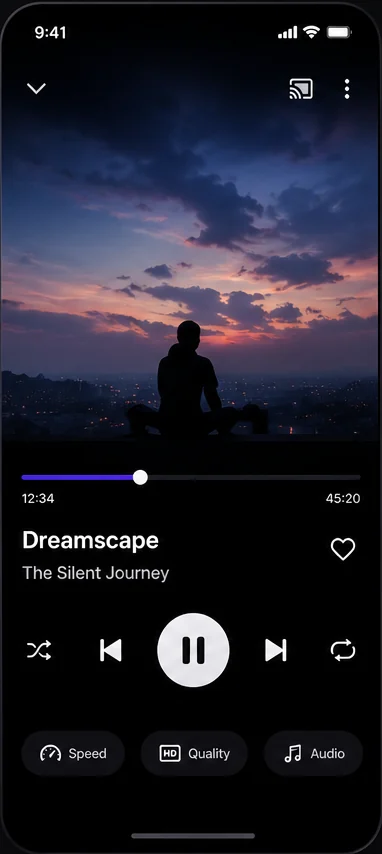 9:41
12:34 45:20
Dreamscape
The Silent Journey
Speed HD Quality Audio